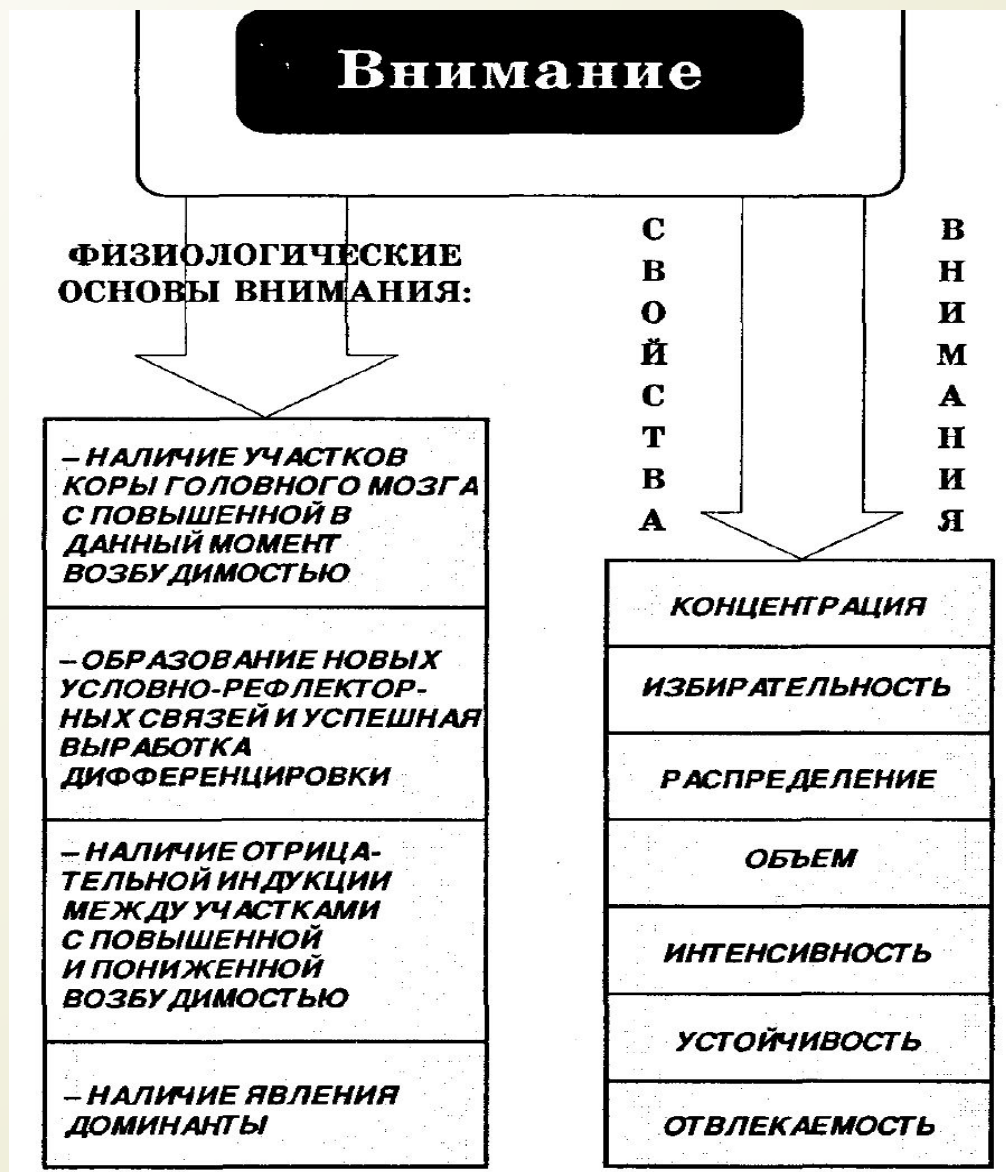 Внимание
ФИЗИОЛОГИЧЕСКИЕ
ОСНОВЫ ВНИМАНИЯ:
– НАЛИЧИЕ УЧАСТКОВ
КОРЫ ГОЛОВНОГО МОЗГА
С ПОВЫШЕННОЙ В
ДАННЫЙ МОМЕНТ
ВОЗБУДИМОСТЬЮ
– ОБРАЗОВАНИЕ НОВЫХ
УСЛОВНО-РЕФЛЕКТОР-
НЫХ СВЯЗЕЙ И УСПЕШНАЯ
ВЫРАБОТКА
ДИФФЕРЕНЦИРОВКИ
– НАЛИЧИЕ ОТРИЦА-
ТЕЛЬНОЙ ИНДУКЦИИ
МЕЖДУ УЧАСТКАМИ
С ПОВЫШЕННОЙ
И ПОНИЖЕННОЙ
ВОЗБУДИМОСТЬЮ
– НАЛИЧИЕ ЯВЛЕНИЯ
ДОМИНАНТЫ
СВОЙСТВА
ВНИМАНИЯ
КОНЦЕНТРАЦИЯ
ИЗБИРАТЕЛЬНОСТЬ
РАСПРЕДЕЛЕНИЕ
ОБЪЕМ
ИНТЕНСИВНОСТЬ
УСТОЙЧИВОСТЬ
ОТВЛЕКАЕМОСТЬ